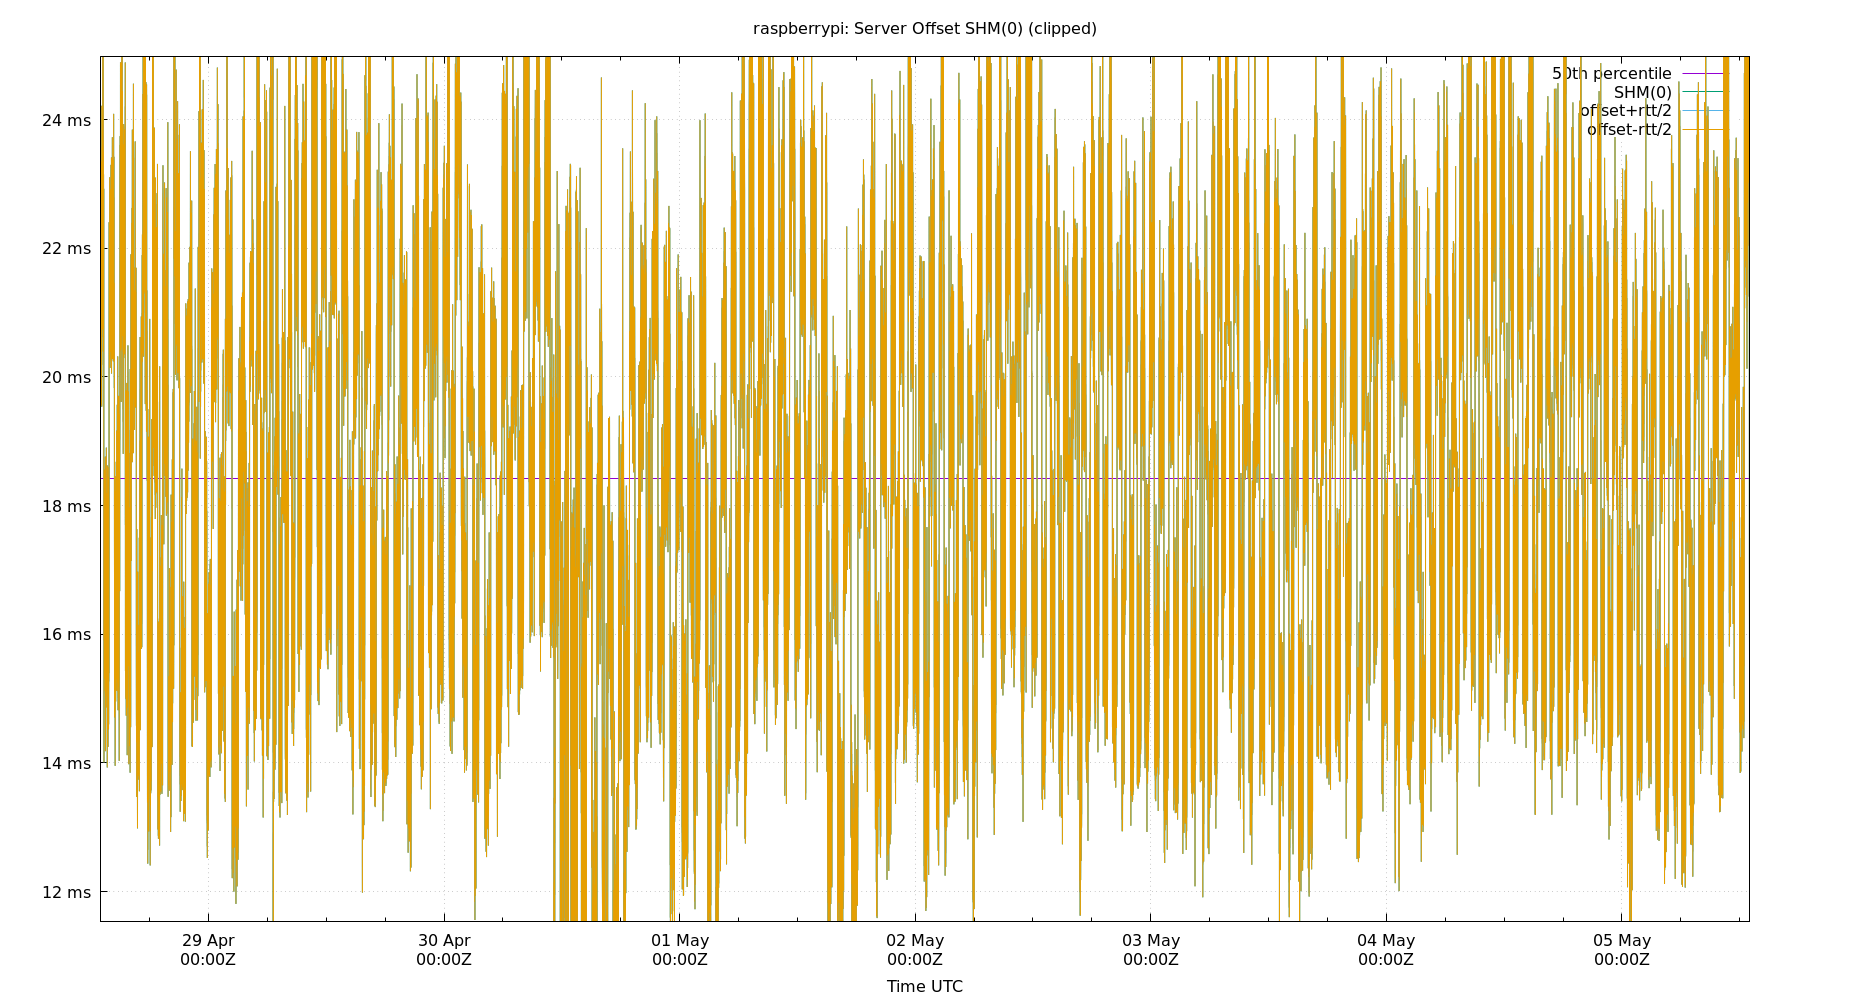 raspberrypi: Server Offset SHM(0) (clipped)
50th percentile
SHM(0)
offset+rtt/2
offset-rtt/2
24 ms
22 ms
20 ms
18 ms
16 ms
14 ms
12 ms
29 Apr 30 Apr 01 May 02 May 03 May 04 May 05 May
00:00Z 00:00Z 00:00Z 00:00Z 00:00Z 00:00Z 00:00Z
Time UTC